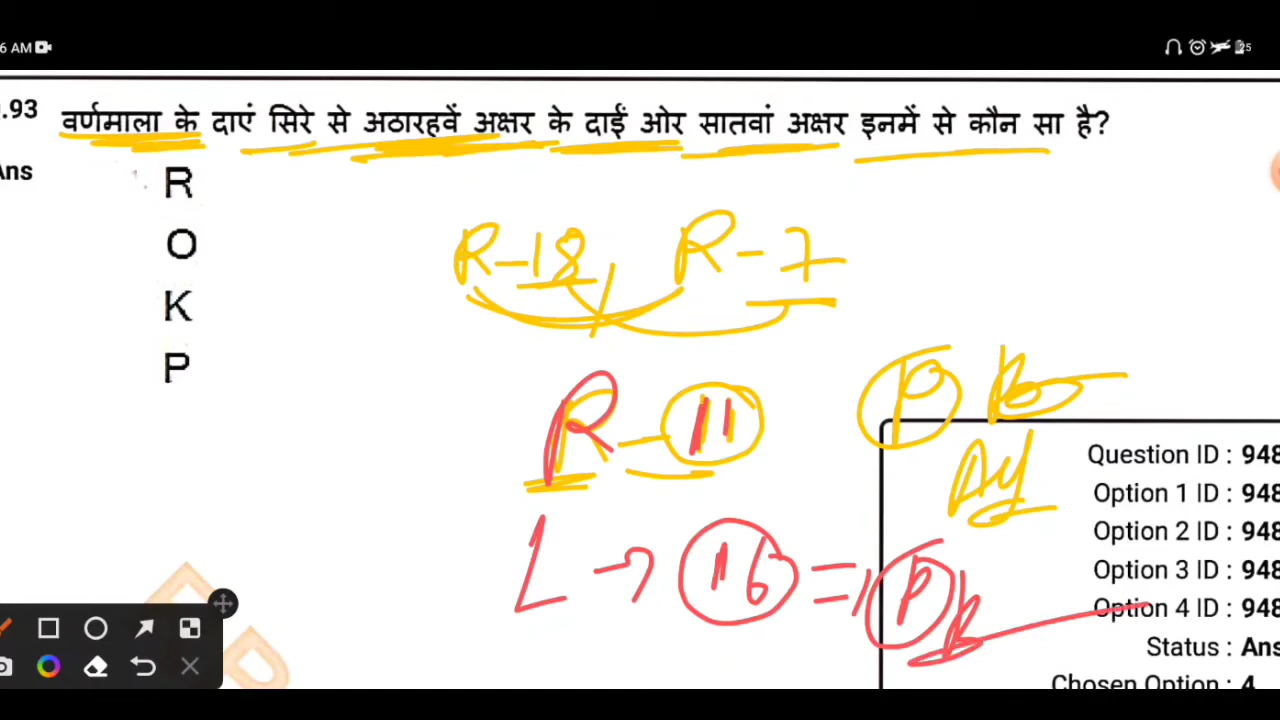 6 AM
25
.93 वर्णमाला के दाएं सिरे से अठारहवें अक्षर के दाईं ओर सातवां अक्षर इनमें से कौन सा है?
Ans
R
O
K
P
R-18 R-7
R-11
P
L → 16 = P
Question ID : 948
Option 1 ID : 948
Option 2 ID : 948
Option 3 ID : 948
Option 4 ID : 948
Status : Ans
Chosen Option : 4